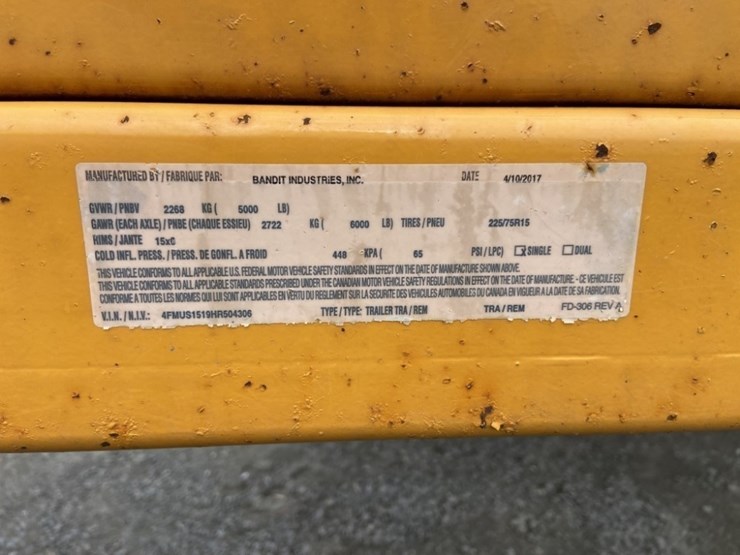 MANUFACTURED BY / FABRIQUE PAR: BANDIT INDUSTRIES, INC. DATE 4/10/2017
GVWR / PNBV 2268 KG ( 5000 LB)
GAWR (EACH AXLE) / PNBE (CHAQUE ESSIEU) 2722 KG ( 6000 LB) TIRES / PNEU 225/75R15
RIMS / JANTE 15x6
COLD INFL. PRESS. / PRESS. DE GONFL. A FROID 448 KPA ( 65 PSI / LPC) SINGLE DUAL
THIS VEHICLE CONFORMS TO ALL APPLICABLE U.S. FEDERAL MOTOR VEHICLE SAFETY STANDARDS IN EFFECT ON THE DATE OF MANUFACTURE SHOWN ABOVE.
THIS VEHICLE CONFORMS TO ALL APPLICABLE STANDARDS PRESCRIBED UNDER THE CANADIAN MOTOR VEHICLE SAFETY REGULATIONS IN EFFECT ON THE DATE OF MANUFACTURE. - CE VEHICULE EST
CONFORME A TOUTES LES NORMES QUI LUI SONT APPLICABLES EN VERTU DU REGLEMENT SUR LA SECURITE DES VEHICULES AUTOMOBILES DU CANADA EN VIGUEUR A LA DATE DE SA FABRICATION.
V.I.N. / N.I.V.: 4FMUS1519HR504306 TYPE / TYPE: TRAILER TRA / REM TRA / REM FD-306 REV A